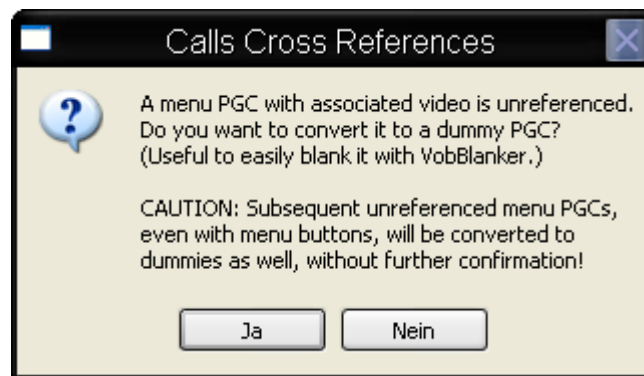 Calls Cross References
A menu PGC with associated video is unreferenced.
Do you want to convert it to a dummy PGC?
(Useful to easily blank it with VobBlanker.)
CAUTION: Subsequent unreferenced menu PGCs,
even with menu buttons, will be converted to
dummies as well, without further confirmation!
Ja
Nein